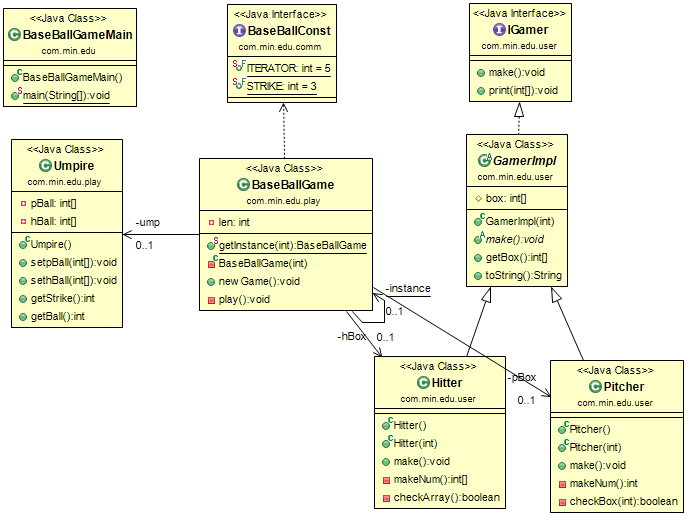 <<Java Class>>
BaseBallGameMain
com.min.edu
BaseBallGameMain()
main(String[]):void
<<Java Interface>>
BaseBallConst
com.min.edu.comm
ITERATOR: int = 5
STRIKE: int = 3
<<Java Interface>>
IGamer
com.min.edu.user
make():void
print(int[]):void
<<Java Class>>
Umpire
com.min.edu.play
pBall: int[]
hBall: int[]
Umpire()
setpBall(int[]):void
sethBall(int[]):void
getStrike():int
getBall():int
-ump
0..1
<<Java Class>>
BaseBallGame
com.min.edu.play
len: int
getInstance(int):BaseBallGame
BaseBallGame(int)
new Game():void
play():void
<<Java Class>>
GamerImpl
com.min.edu.user
box: int[]
GamerImpl(int)
make():void
getBox():int[]
toString():String
-instance
0..1
-hBox
0..1
-pBox
0..1
<<Java Class>>
Hitter
com.min.edu.user
Hitter()
Hitter(int)
make():void
makeNum():int[]
checkArray():boolean
<<Java Class>>
Pitcher
com.min.edu.user
Pitcher()
Pitcher(int)
make():void
makeNum():int
checkBox(int):boolean